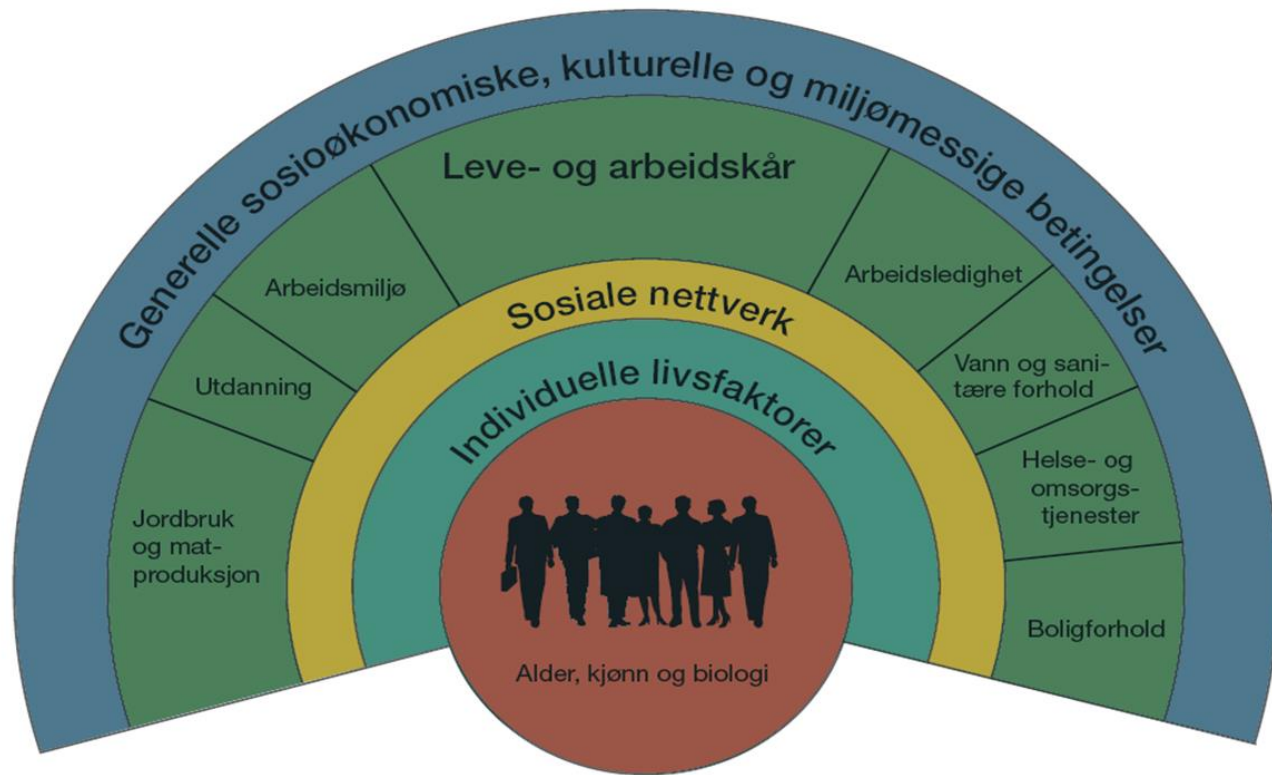 Generelle sosioøkonomiske, kulturelle og miljømessige betingelser
Leve- og arbeidskår
Jordbruk
og mat-
produksjon
Utdanning
Arbeidsmiljø
Arbeidsledighet
Vann og sani-
tære forhold
Helse- og
omsorgs-
tjenester
Boligforhold
Sosiale nettverk
Individuelle livsfaktorer
Alder, kjønn og biologi